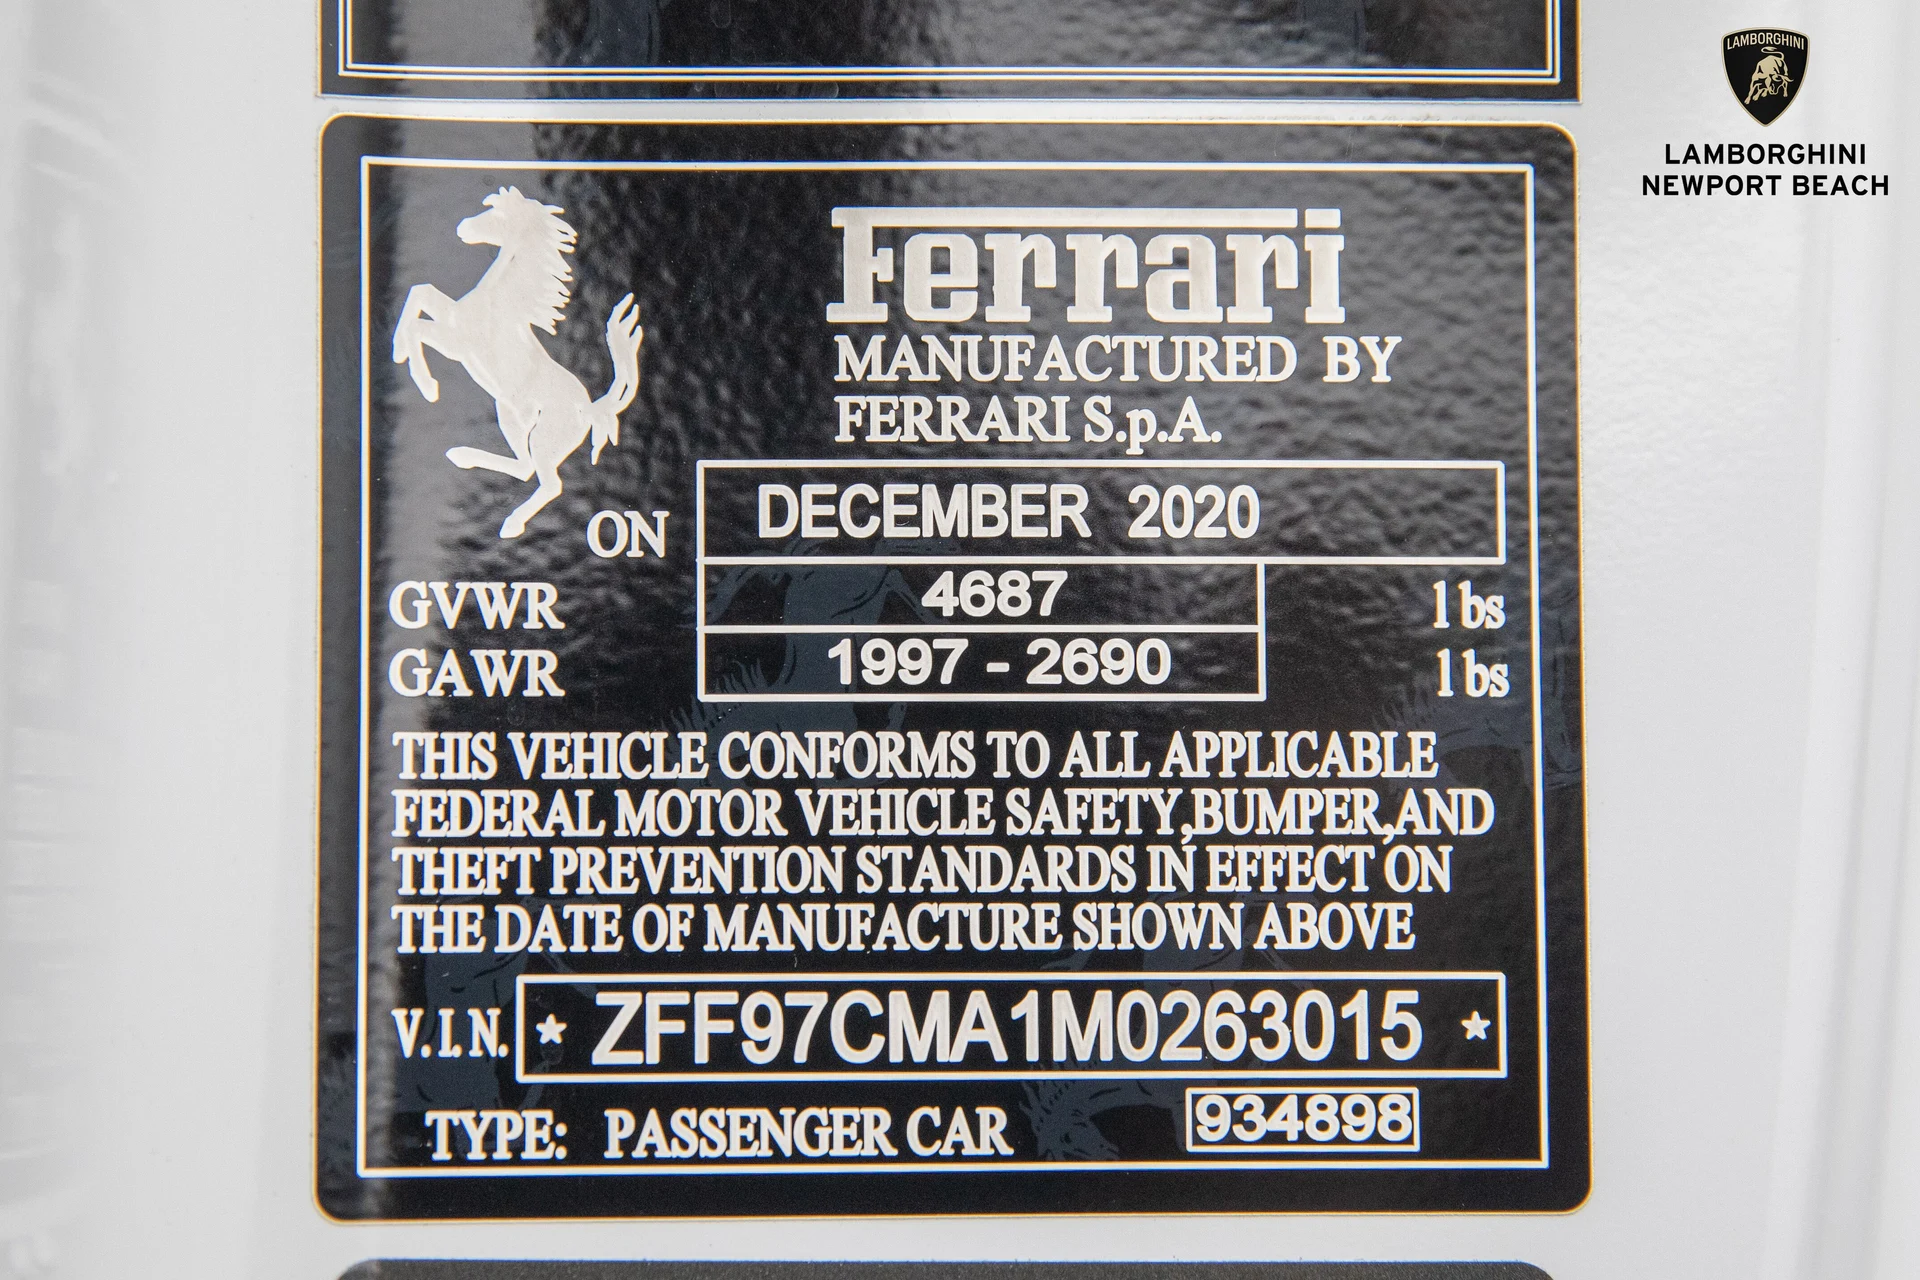 LAMBORGHINI
LAMBORGHINI
NEWPORT BEACH
Ferrari
MANUFACTURED BY
FERRARI S.p.A.
ON DECEMBER 2020
GVWR 4687 lbs
GAWR 1997 - 2690 lbs
THIS VEHICLE CONFORMS TO ALL APPLICABLE
FEDERAL MOTOR VEHICLE SAFETY,BUMPER,AND
THEFT PREVENTION STANDARDS IN EFFECT ON
THE DATE OF MANUFACTURE SHOWN ABOVE
V.I.N. ★ ZFF97CMA1M0263015 ★
TYPE: PASSENGER CAR 934898